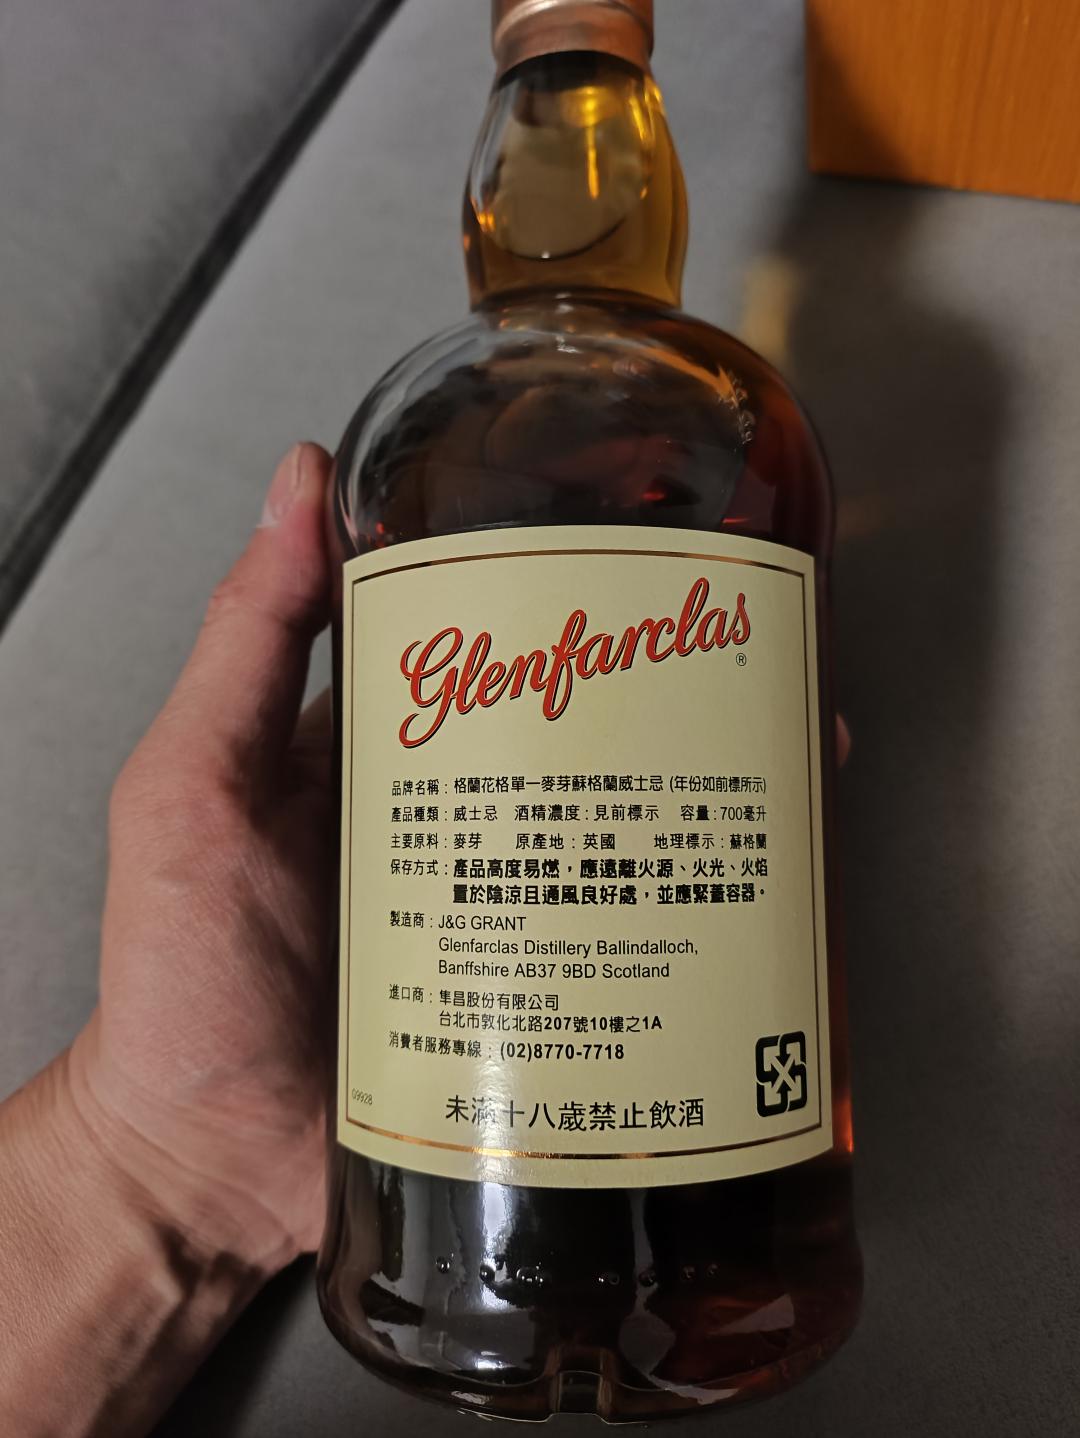 Glenfarclas
®
品牌名稱：格蘭花格單一麥芽蘇格蘭威士忌 (年份如前標所示)
產品種類：威士忌 酒精濃度：見前標示 容量：700毫升
主要原料：麥芽 原產地：英國 地理標示：蘇格蘭
保存方式：產品高度易燃，應遠離火源、火光、火焰
置於陰涼且通風良好處，並應緊蓋容器。
製造商：J&G GRANT
Glenfarclas Distillery Ballindalloch,
Banffshire AB37 9BD Scotland
進口商：隼昌股份有限公司
台北市敦化北路207號10樓之1A
消費者服務專線：(02)8770-7718
09928
未滿十八歲禁止飲酒